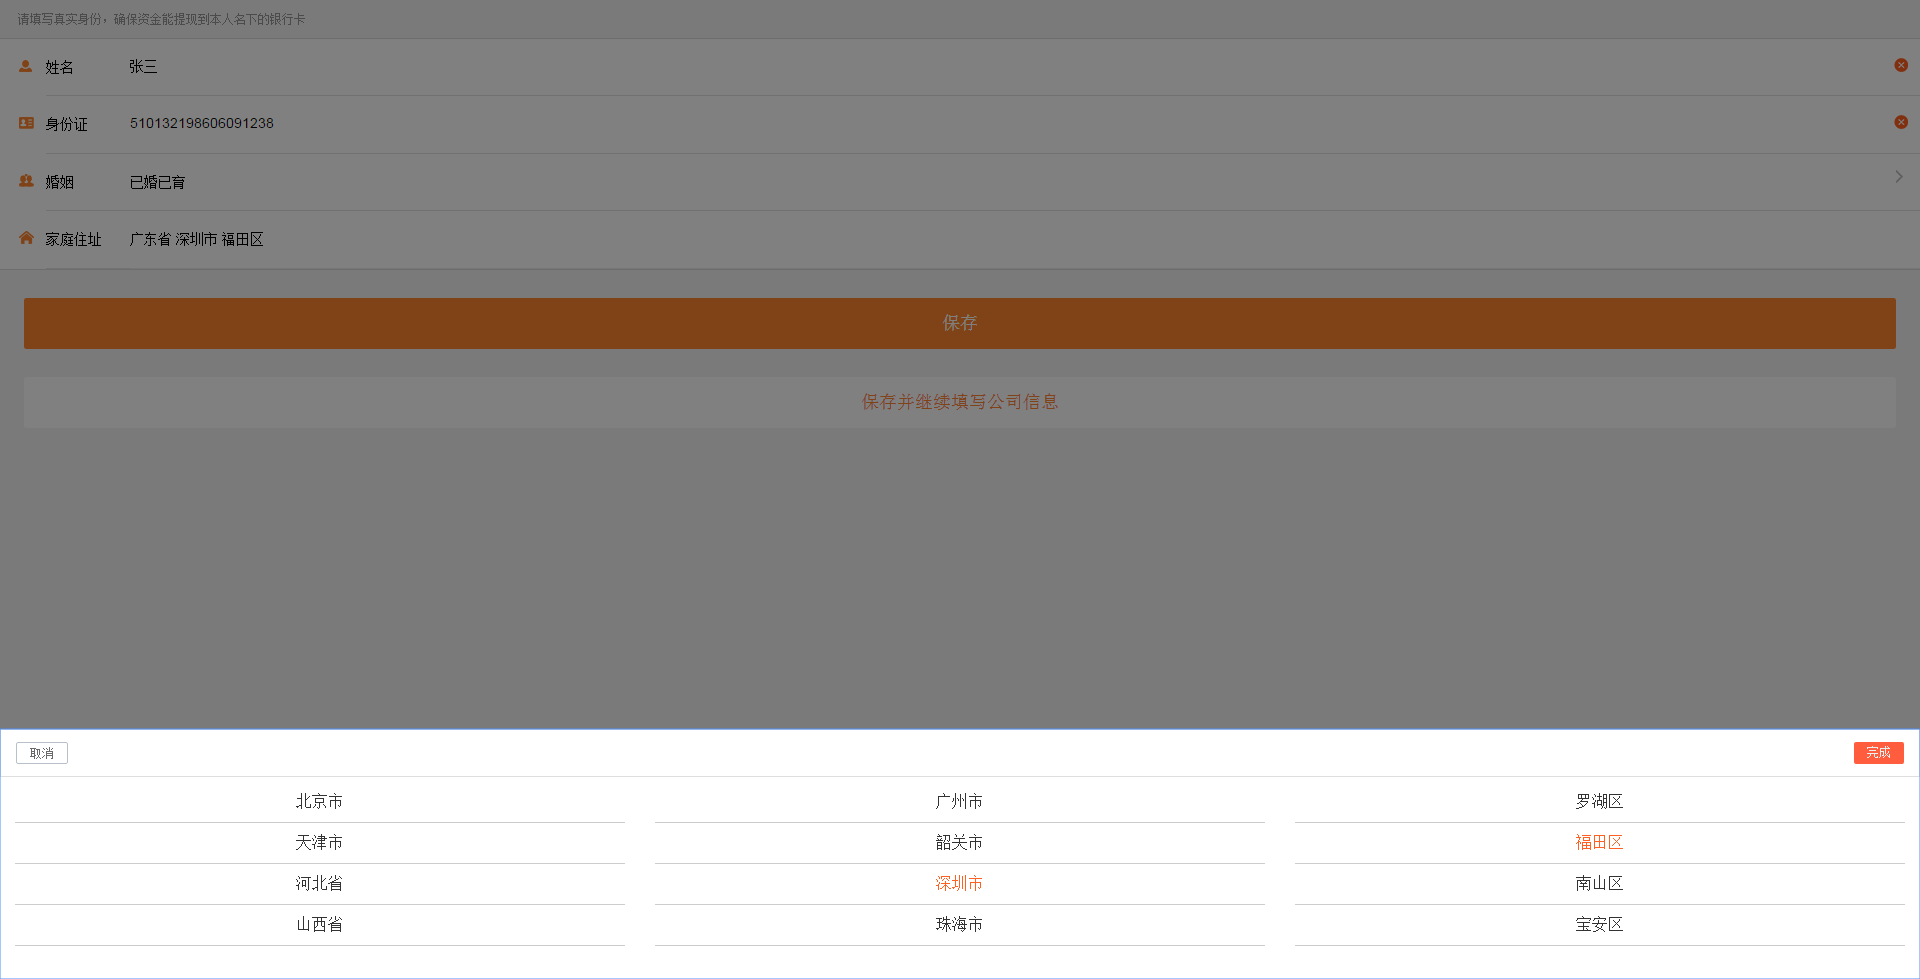 请填写真实身份，确保资金能提现到本人名下的银行卡
姓名 张三
身份证 510132198606091238
婚姻 已婚已育
家庭住址 广东省 深圳市 福田区
保存
保存并继续填写公司信息
取消 完成
北京市 广州市 罗湖区
天津市 韶关市 福田区
河北省 深圳市 南山区
山西省 珠海市 宝安区